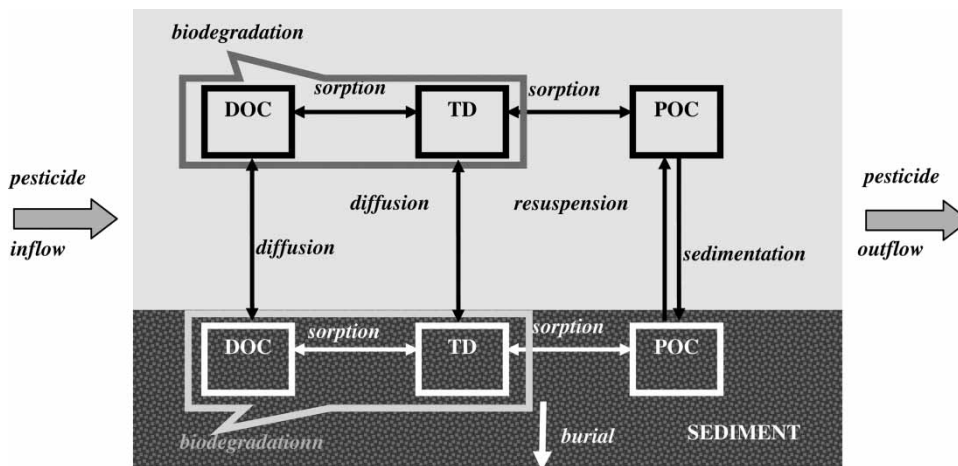 biodegradation
sorption
sorption
DOC
TD
POC
pesticide
pesticide
diffusion
resuspension
inflow
diffusion
sedimentation
outflow
sorption
sorption
DOC
TD
POC
biodegradationn
burial
SEDIMENT